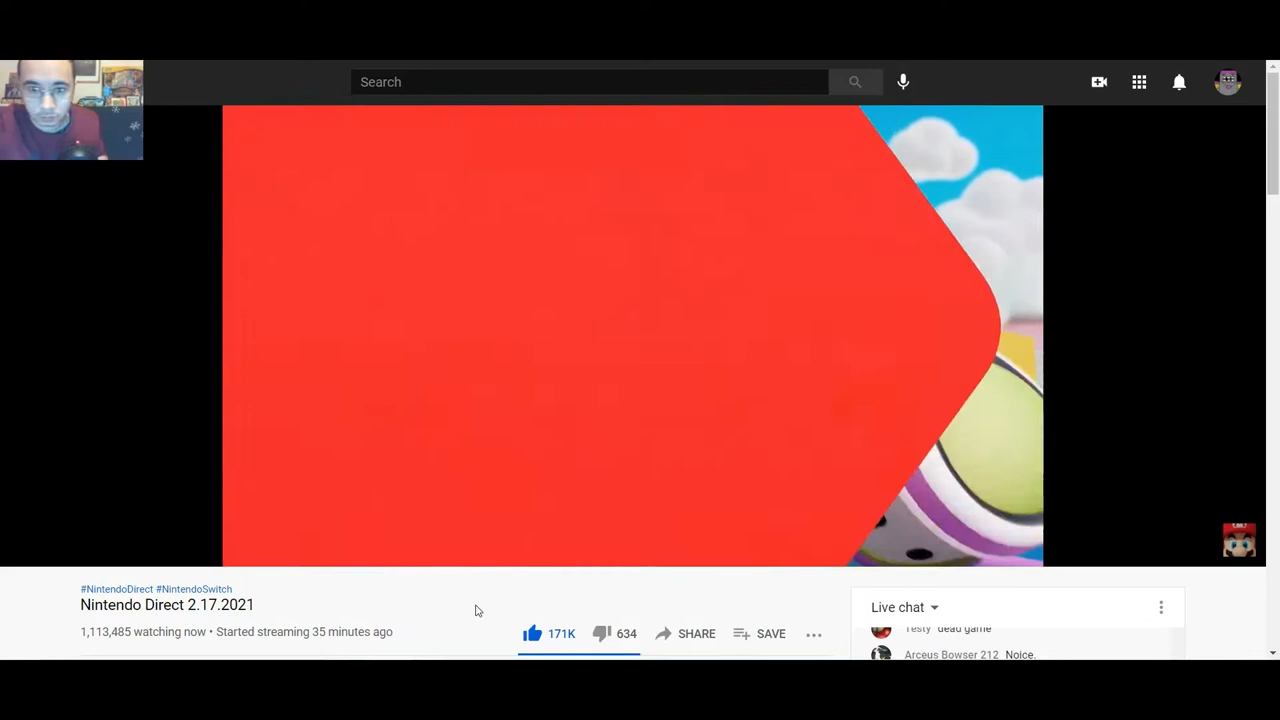 Search
#NintendoDirect #NintendoSwitch
Nintendo Direct 2.17.2021
1,113,485 watching now • Started streaming 35 minutes ago
171K
634
SHARE
SAVE
Live chat
Testy dead game
Arceus Bowser 212 Noice.